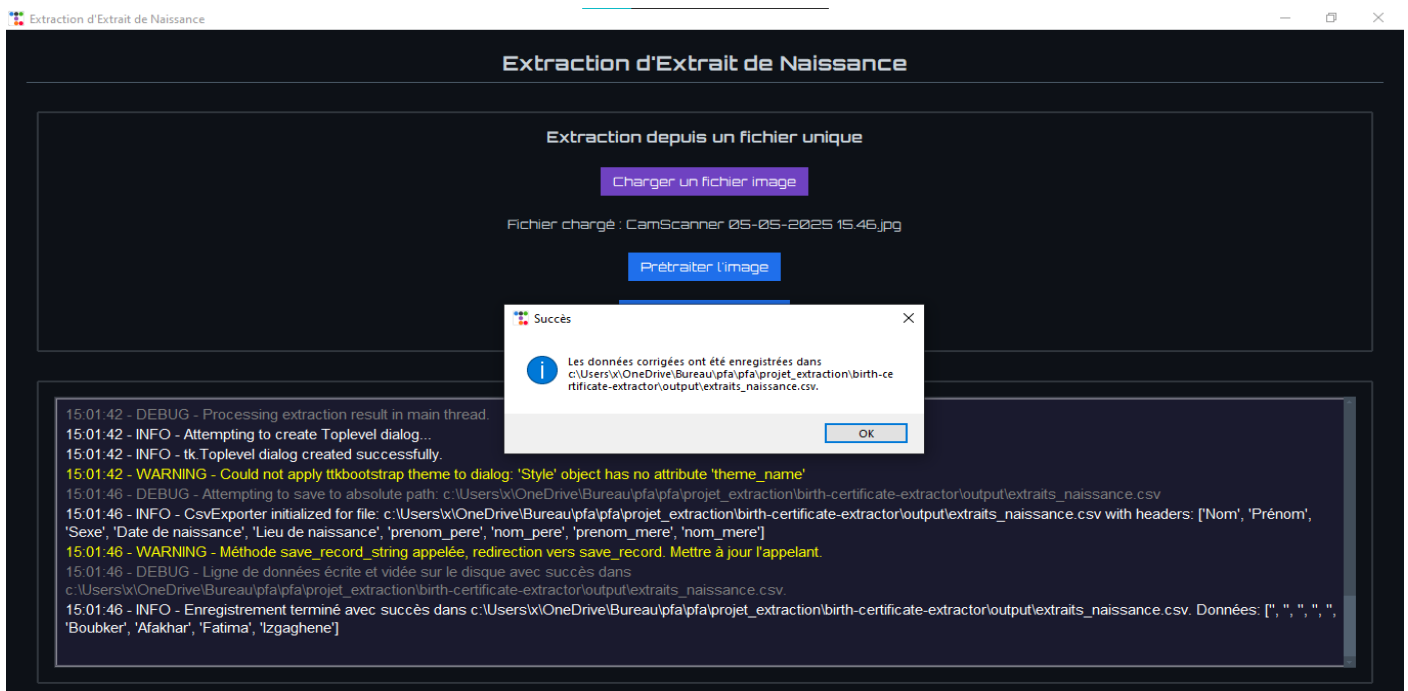 Extraction d'Extrait de Naissance
Extraction d'Extrait de Naissance
Extraction depuis un fichier unique
Charger un fichier image
Fichier chargé : CamScanner 05-05-2025 15.46.jpg
Prétraiter l'image
Succès
Les données corrigées ont été enregistrées dans
c:\Users\x\OneDrive\Bureau\pfa\pfa\projet_extraction\birth-ce
rtificate-extractor\output\extraits_naissance.csv.
OK
15:01:42 - DEBUG - Processing extraction result in main thread.
15:01:42 - INFO - Attempting to create Toplevel dialog...
15:01:42 - INFO - tk.Toplevel dialog created successfully.
15:01:42 - WARNING - Could not apply ttkbootstrap theme to dialog: 'Style' object has no attribute 'theme_name'
15:01:46 - DEBUG - Attempting to save to absolute path: c:\Users\x\OneDrive\Bureau\pfa\pfa\projet_extraction\birth-certificate-extractor\output\extraits_naissance.csv
15:01:46 - INFO - CsvExporter initialized for file: c:\Users\x\OneDrive\Bureau\pfa\pfa\projet_extraction\birth-certificate-extractor\output\extraits_naissance.csv with headers: ['Nom', 'Prénom',
'Sexe', 'Date de naissance', 'Lieu de naissance', 'prenom_pere', 'nom_pere', 'prenom_mere', 'nom_mere']
15:01:46 - WARNING - Méthode save_record_string appelée, redirection vers save_record. Mettre à jour l'appelant.
15:01:46 - DEBUG - Ligne de données écrite et vidée sur le disque avec succès dans
c:\Users\x\OneDrive\Bureau\pfa\pfa\projet_extraction\birth-certificate-extractor\output\extraits_naissance.csv.
15:01:46 - INFO - Enregistrement terminé avec succès dans c:\Users\x\OneDrive\Bureau\pfa\pfa\projet_extraction\birth-certificate-extractor\output\extraits_naissance.csv. Données: ['', '', '', '', '',
'Boubker', 'Afakhar', 'Fatima', 'Izgaghene']